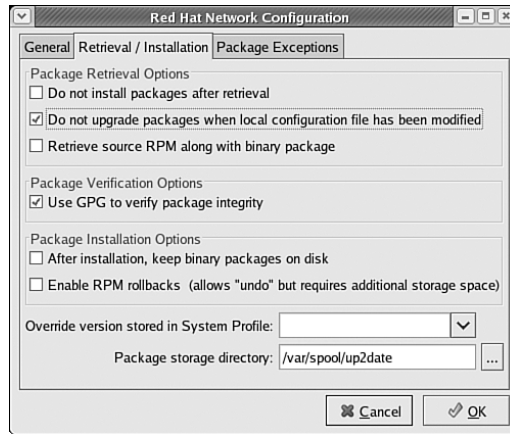 Red Hat Network Configuration
General Retrieval / Installation Package Exceptions
Package Retrieval Options
Do not install packages after retrieval
Do not upgrade packages when local configuration file has been modified
Retrieve source RPM along with binary package
Package Verification Options
Use GPG to verify package integrity
Package Installation Options
After installation, keep binary packages on disk
Enable RPM rollbacks (allows "undo" but requires additional storage space)
Override version stored in System Profile:
Package storage directory: /var/spool/up2date ...
Cancel OK